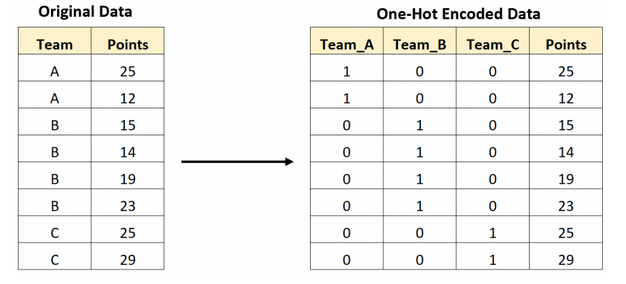 Original Data
Team Points
A 25
A 12
B 15
B 14
B 19
B 23
C 25
C 29
One-Hot Encoded Data
Team_A Team_B Team_C Points
1 0 0 25
1 0 0 12
0 1 0 15
0 1 0 14
0 1 0 19
0 1 0 23
0 0 1 25
0 0 1 29